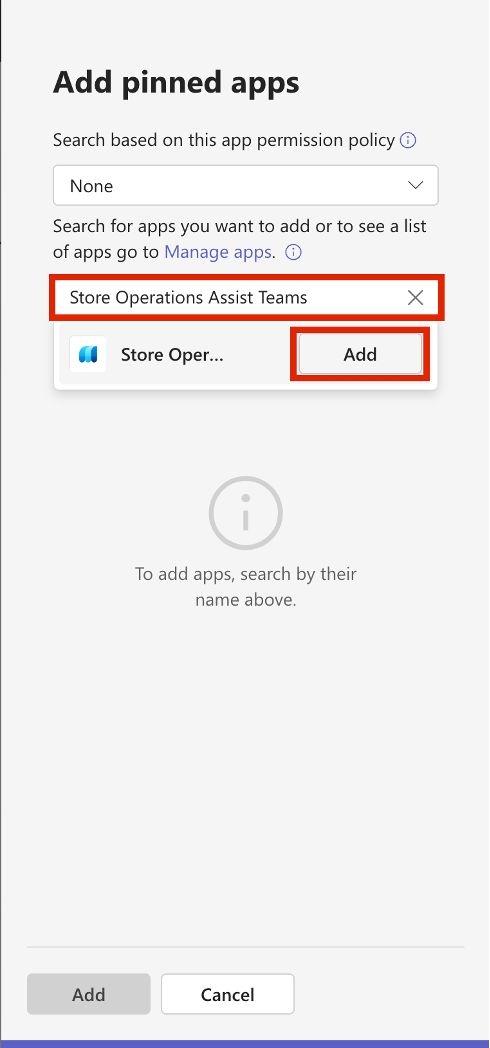 Add pinned apps
Search based on this app permission policy
None
Search for apps you want to add or to see a list
of apps go to Manage apps.
Store Operations Assist Teams
Store Oper...
Add
To add apps, search by their
name above.
Add
Cancel